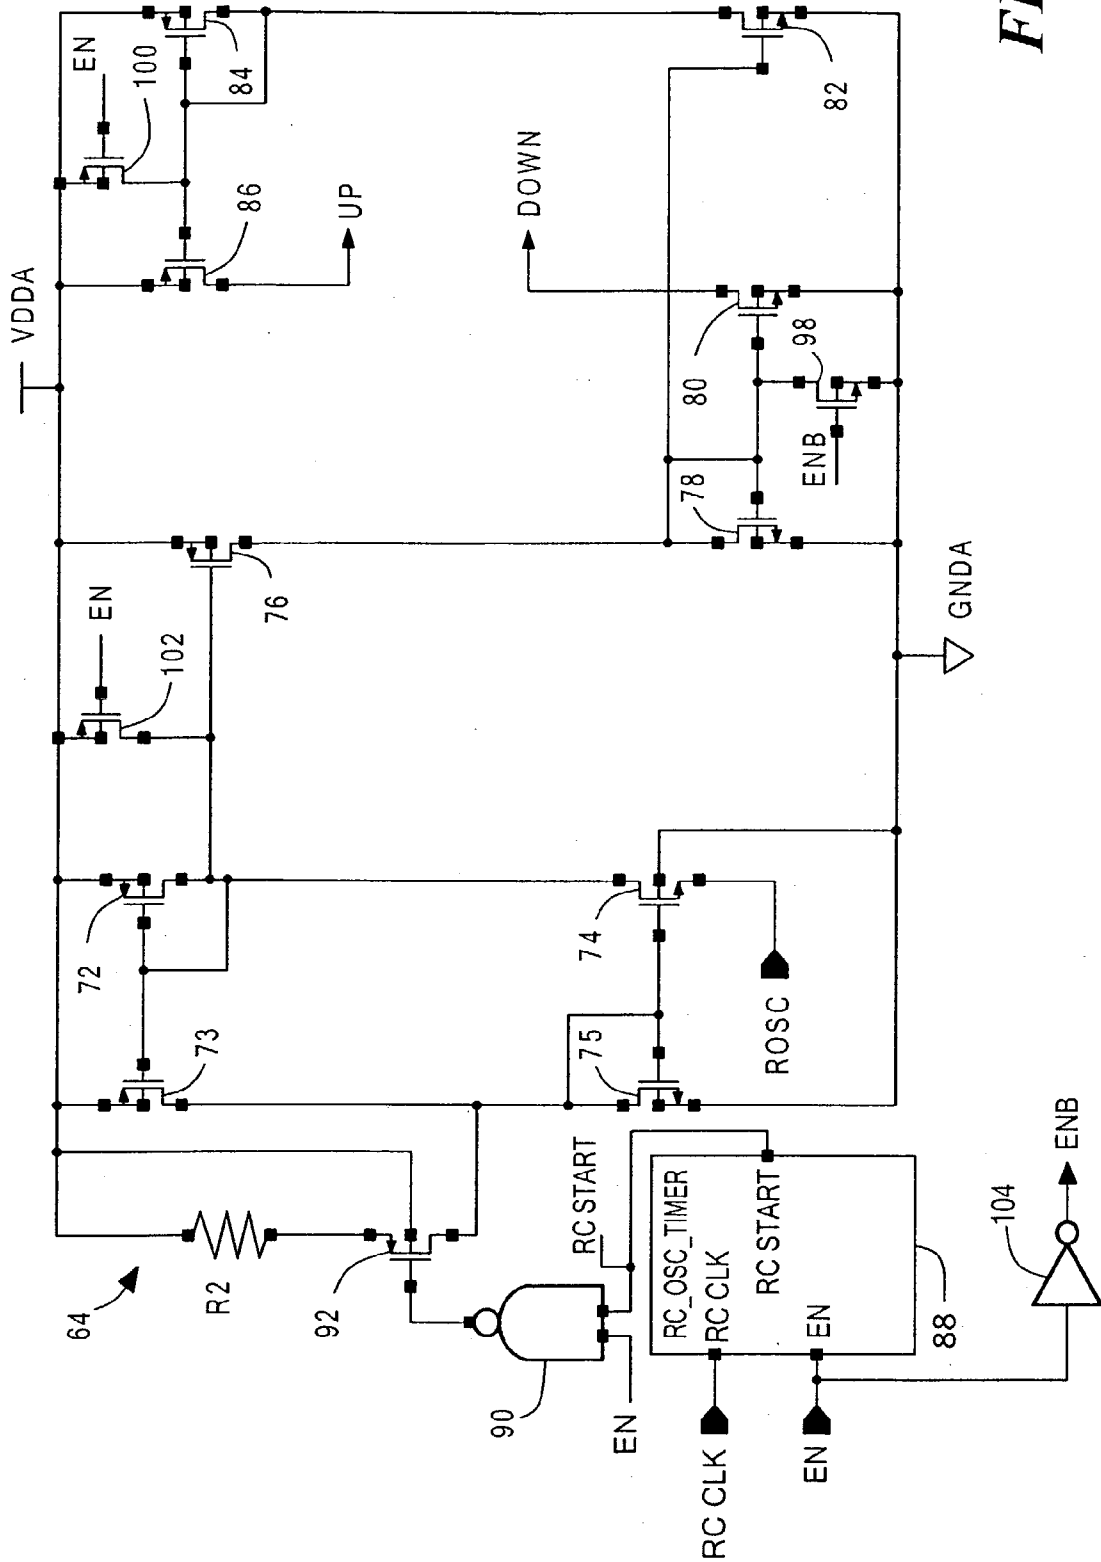 VDDA
EN
100
84
86
UP
EN
102
76
72
73
R2
64
92
90
EN
RC START
RC_OSC_TIMER
RC CLK
RC START
EN
88
RC CLK
EN
104
ENB
75
74
ROSC
78
80
98
ENB
DOWN
82
GNDA